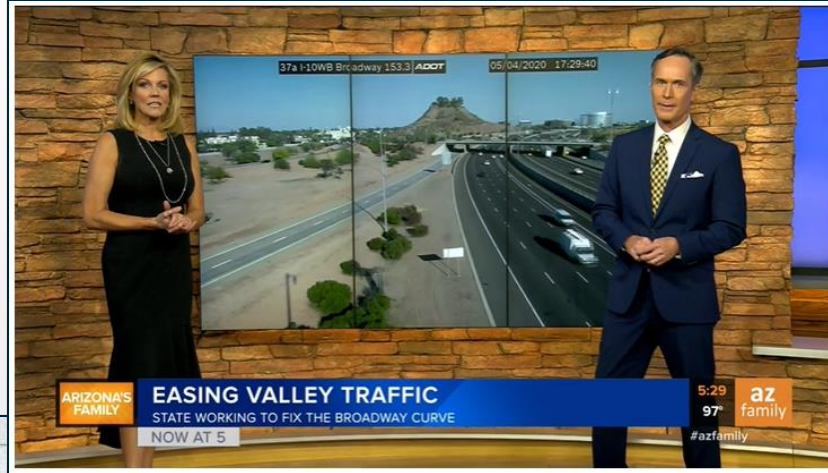 37a I-10WB Broadway 153.3 ADOT
05/04/2020 17:29:40
ARIZONA'S
FAMILY
EASING VALLEY TRAFFIC
STATE WORKING TO FIX THE BROADWAY CURVE
NOW AT 5
5:29
97°
az
family
#azfamily